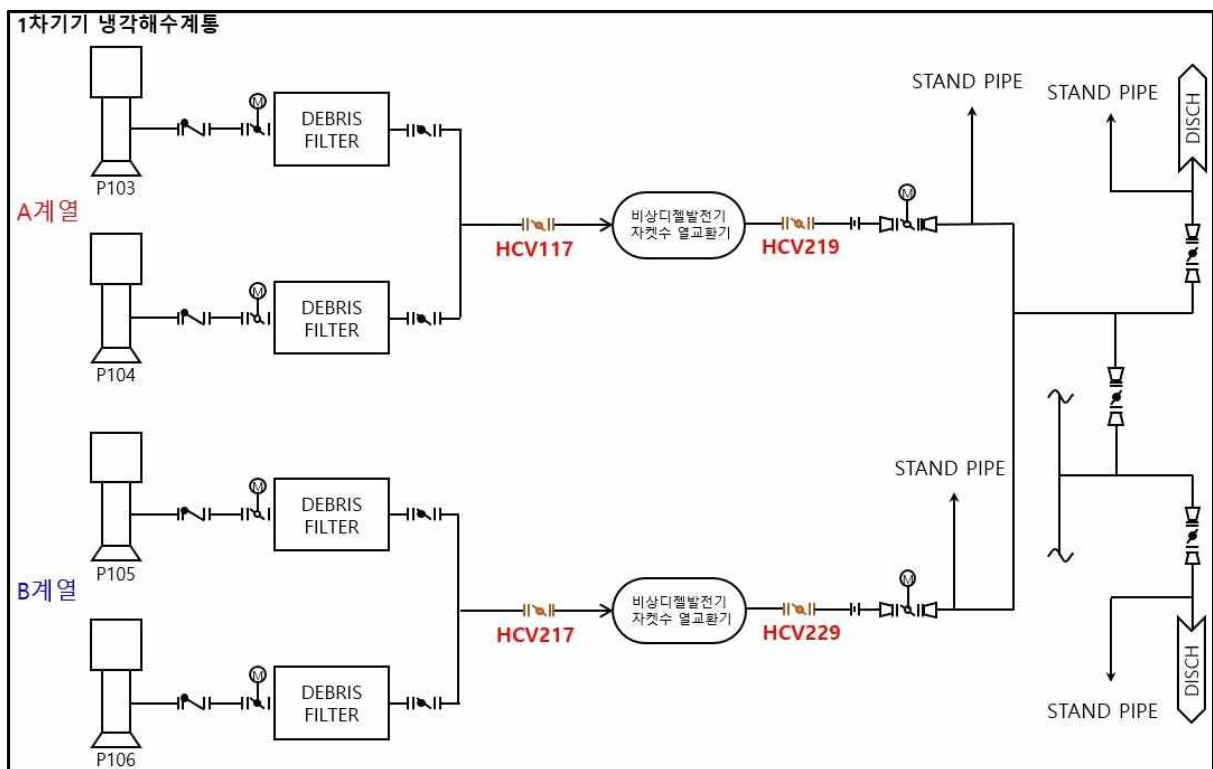 1차기기 냉각해수계통
STAND PIPE
STAND PIPE
DISCH
M
DEBRIS
FILTER
P103
A계열
비상디젤발전기
자켓수 열교환기
M
HCV117
HCV219
M
DEBRIS
FILTER
P104
STAND PIPE
M
DEBRIS
FILTER
P105
B계열
비상디젤발전기
자켓수 열교환기
M
HCV217
HCV229
M
DEBRIS
FILTER
P106
STAND PIPE
DISCH